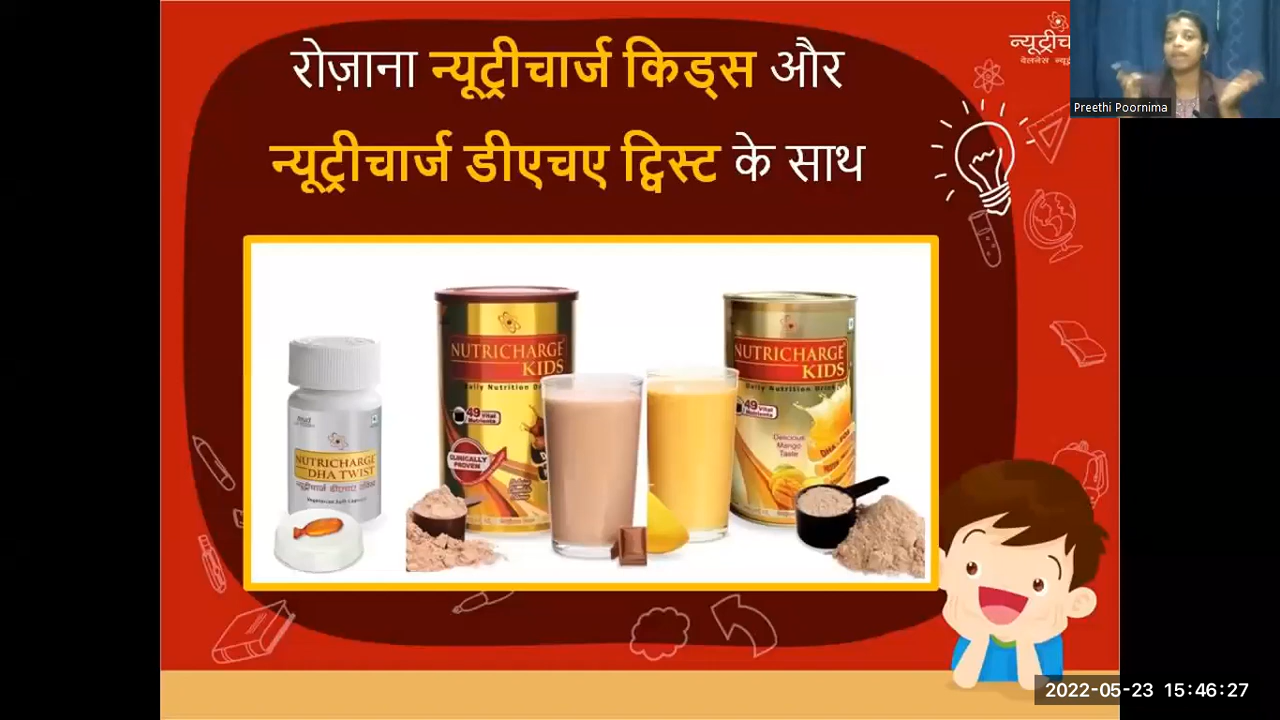 रोज़ाना न्यूट्रीचार्ज किड्स और
न्यूट्रीचार्ज डीएचए ट्विस्ट के साथ
Preethi Poornima
NUTRICHARGE
KIDS
Daily Nutrition
49 Vital
Nutrients
CLINICALLY
PROVEN
NUTRICHARGE
KIDS
Daily Nutrition Drink
49 Vital
Nutrients
Delicious
Mango
Taste
NUTRICHARGE
DHA TWIST
न्यूट्रीचार्ज डीएचए ट्विस्ट
2022-05-23 15:46:27